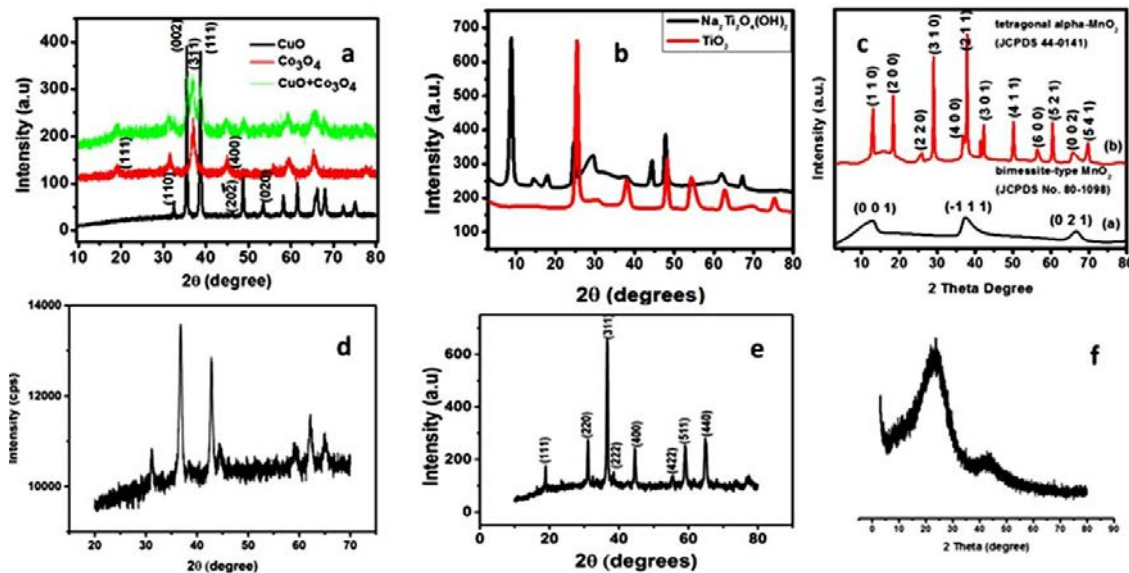 400
300
200
100
0
Intensity (a.u)
10 20 30 40 50 60 70 80
2θ (degree)
a
CuO
Co₃O₄
CuO+Co₃O₄
(002)
(311)
(111)
(111)
(110)
(400)
(202̄)
(020)
700
600
500
400
300
200
100
Intensity (a.u)
10 20 30 40 50 60 70 80
2θ (degrees)
b
Na₂Ti₂O₄(OH)₂
TiO₂
Intensity (a.u.)
10 20 30 40 50 60 70 80
2 Theta Degree
c
tetragonal alpha-MnO₂
(JCPDS 44-0141)
(1 1 0)
(2 0 0)
(2 2 0)
(3 1 0)
(4 0 0)
(2 1 1)
(3 0 1)
(4 1 1)
(6 0 0)
(5 2 1)
(0 0 2)
(5 4 1)
(b)
bimessite-type MnO₂
(JCPDS No. 80-1098)
(0 0 1)
(-1 1 1)
(0 2 1)
(a)
14000
13000
12000
11000
10000
Intensity (cps)
20 30 40 50 60 70
2θ (degree)
d
600
400
200
0
Intensity (a.u)
0 20 40 60 80
2θ (degree)
e
(111)
(220)
(311)
(222)
(400)
(422)
(511)
(440)
f
0 10 20 30 40 50 60 70 80 90
2 Theta (degree)